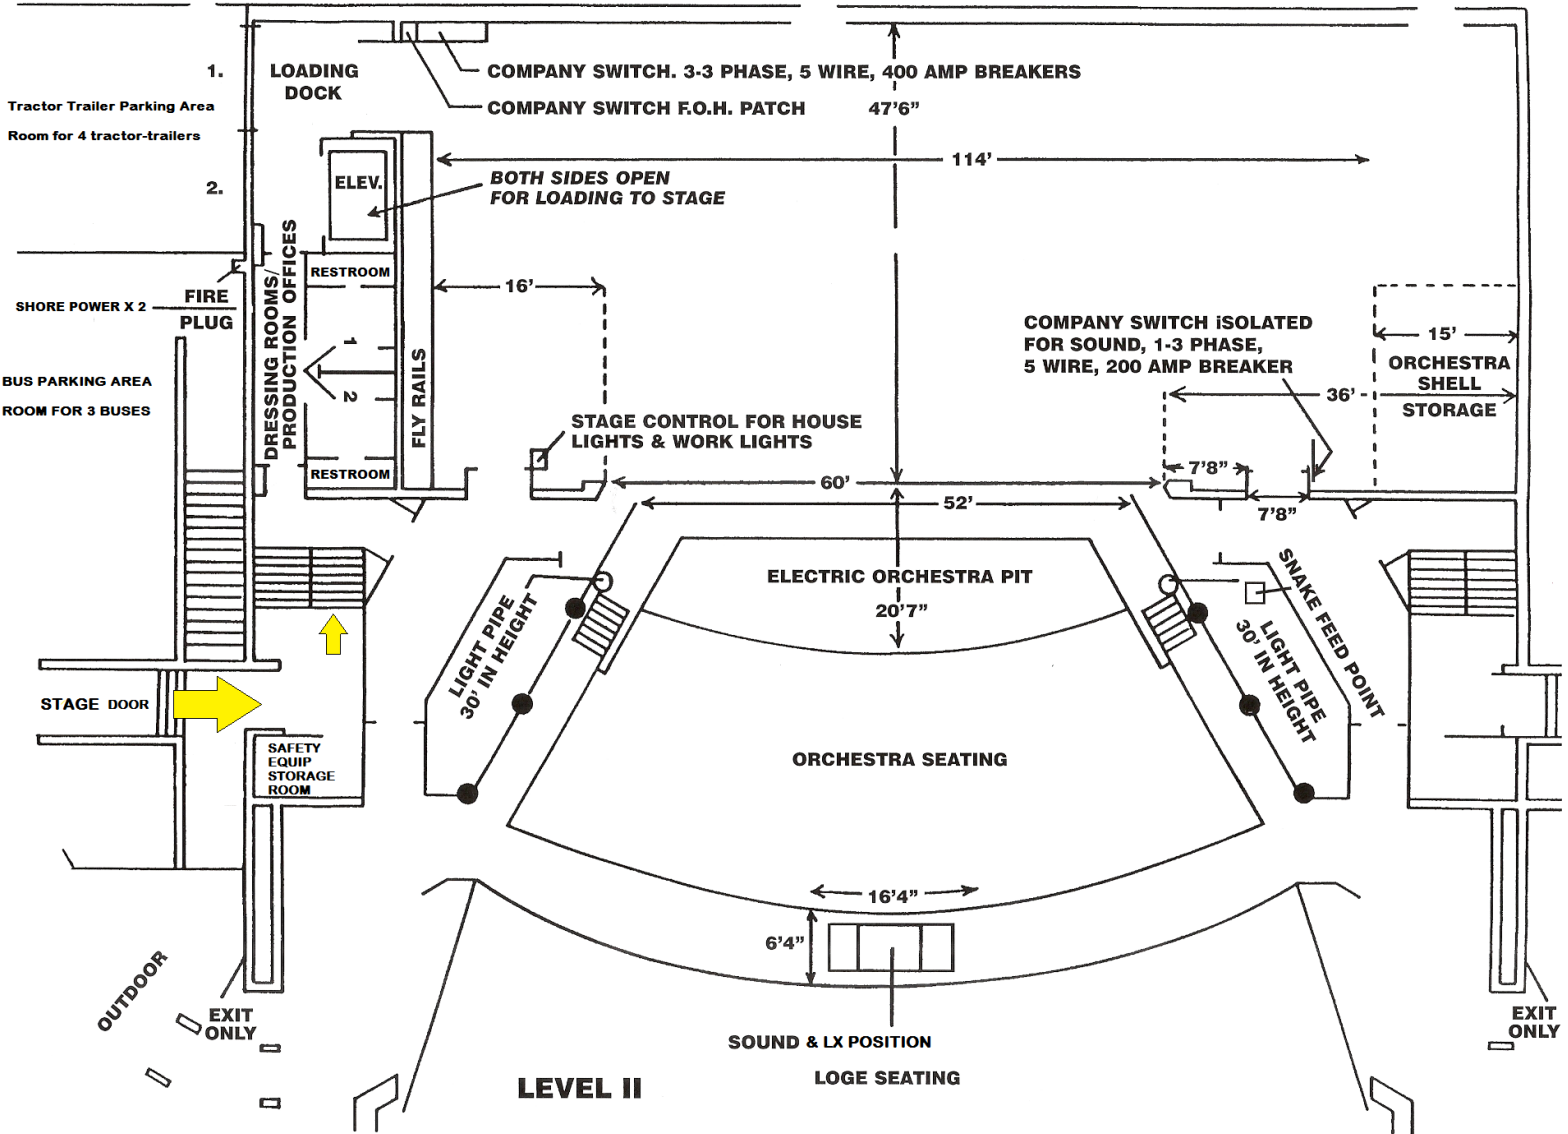 1.
LOADING
DOCK
COMPANY SWITCH. 3-3 PHASE, 5 WIRE, 400 AMP BREAKERS
Tractor Trailer Parking Area
COMPANY SWITCH F.O.H. PATCH
47'6”
Room for 4 tractor-trailers
114'
2.
ELEV.
BOTH SIDES OPEN
FOR LOADING TO STAGE
DRESSING ROOMS/
PRODUCTION OFFICES
RESTROOM
16'
SHORE POWER X 2
FIRE
PLUG
1
2
FLY RAILS
COMPANY SWITCH iSOLATED
FOR SOUND, 1-3 PHASE,
5 WIRE, 200 AMP BREAKER
15'
ORCHESTRA
SHELL
STORAGE
36'
BUS PARKING AREA
ROOM FOR 3 BUSES
STAGE CONTROL FOR HOUSE
LIGHTS & WORK LIGHTS
RESTROOM
7'8”
60'
52'
7'8”
ELECTRIC ORCHESTRA PIT
20'7”
LIGHT PIPE
30' IN HEIGHT
SNAKE FEED POINT
LIGHT PIPE
30' IN HEIGHT
STAGE DOOR
SAFETY
EQUIP
STORAGE
ROOM
ORCHESTRA SEATING
16'4”
6'4”
OUTDOOR
EXIT
ONLY
EXIT
ONLY
SOUND & LX POSITION
LOGE SEATING
LEVEL II